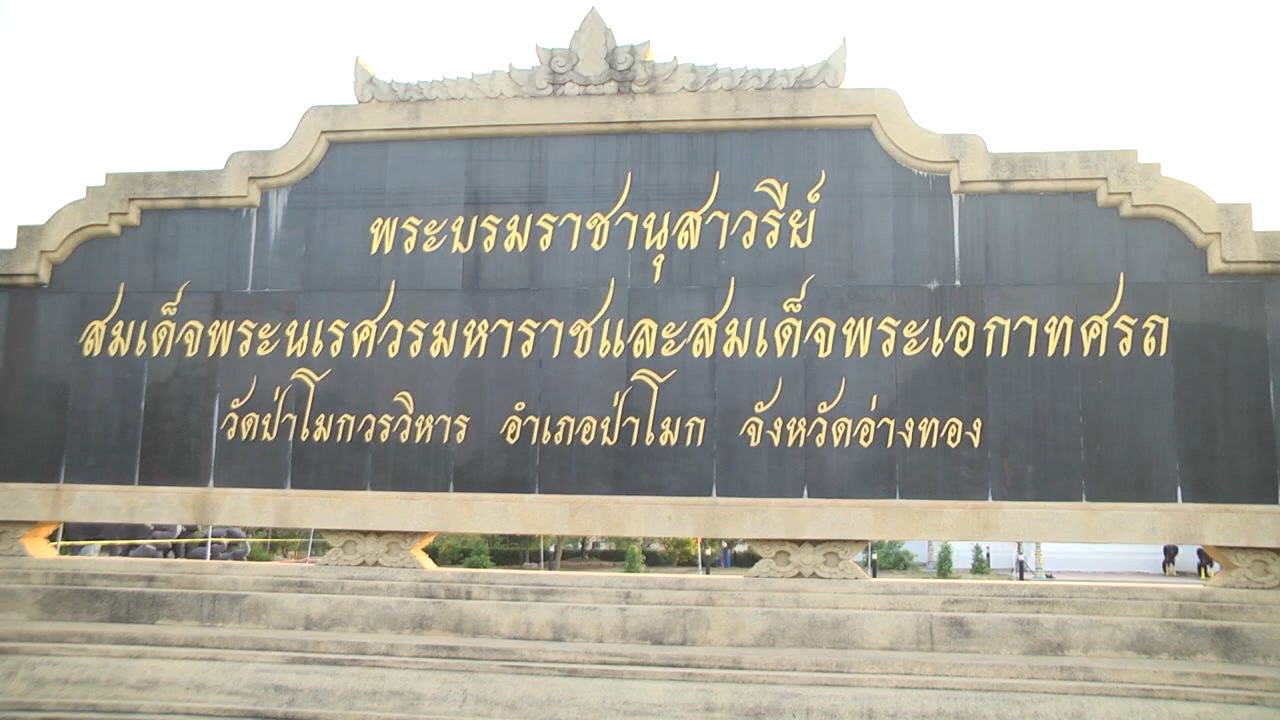 พระบรมราชานุสาวรีย์
สมเด็จพระนเรศวรมหาราชและสมเด็จพระเอกาทศรถ
วัดป่าโมกวรวิหาร อำเภอป่าโมก จังหวัดอ่างทอง